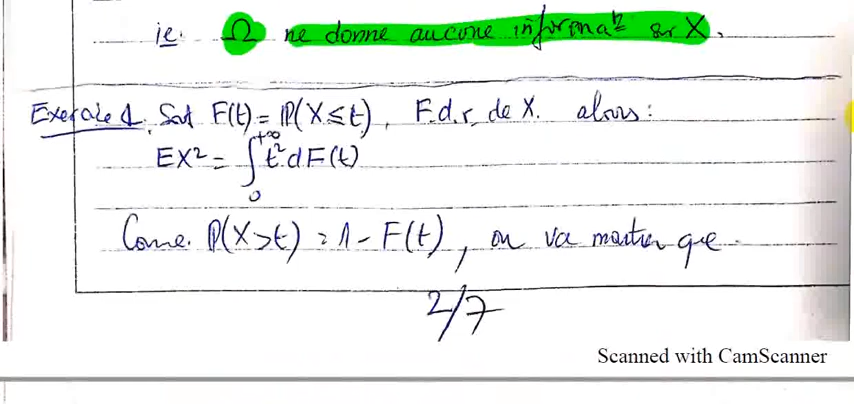 ie. Ω ne donne aucune informat° sur X.
Exercice 1. Soit F(t) = P(X ≤ t), F.d.r. de X. alors :
EX² = ∫₀^{+∞} t² dF(t)
Comme P(X>t) = 1 - F(t), on va montrer que
2/7
Scanned with CamScanner